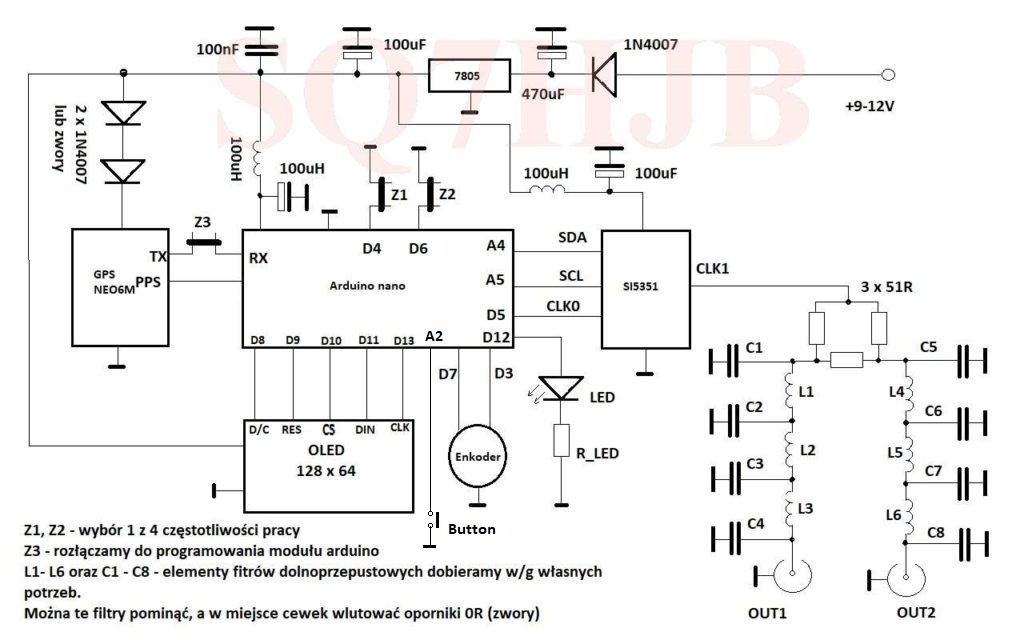 SQ7HJB
100nF
100uF
7805
470uF
1N4007
+9-12V
2 x 1N4007
lub zwory
100uH
100uH
Z1
Z2
100uH
100uF
Z3
GPS
NEO6M
TX
PPS
RX
D4
D6
Arduino nano
A4
A5
D5
D12
SDA
SCL
CLK0
SI5351
CLK1
3 x 51R
D8
D9
D10
D11
D13
A2
D7
D3
D/C
RES
CS
DIN
CLK
OLED
128 x 64
Enkoder
LED
R_LED
Button
C1
L1
C2
L2
C3
L3
C4
OUT1
C5
L4
C6
L5
C7
L6
C8
OUT2
Z1, Z2 - wybór 1 z 4 częstotliwości pracy
Z3 - rozłączamy do programowania modułu arduino
L1- L6 oraz C1 - C8 - elementy fitrów dolnoprzepustowych dobieramy w/g własnych
potrzeb.
Można te filtry pominąć, a w miejsce cewek wlutować oporniki 0R (zwory)